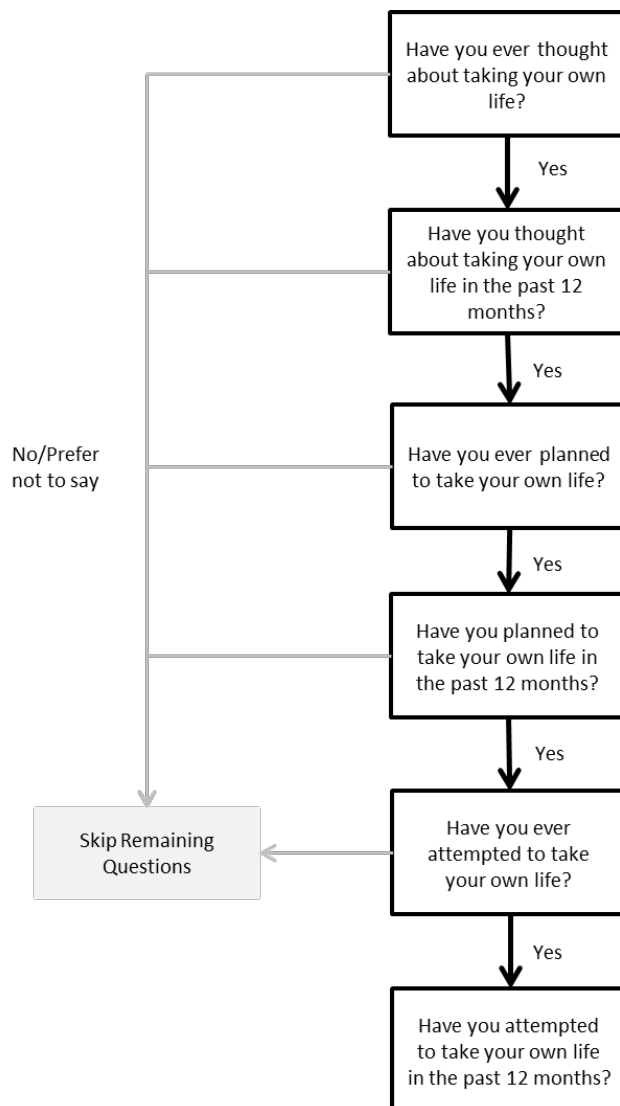 Have you ever thought
about taking your own
life?
Yes
Have you thought
about taking your own
life in the past 12
months?
Yes
Have you ever planned
to take your own life?
No/Prefer
not to say
Yes
Have you planned to
take your own life in
the past 12 months?
Yes
Have you ever
attempted to take
your own life?
Skip Remaining
Questions
Yes
Have you attempted
to take your own life
in the past 12 months?